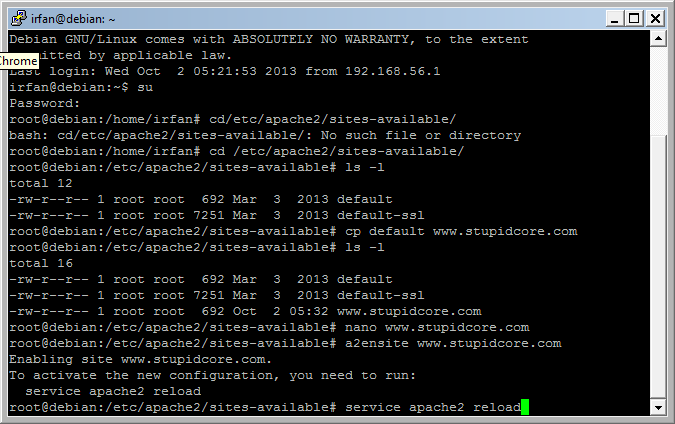 irfan@debian: ~
Debian GNU/Linux comes with ABSOLUTELY NO WARRANTY, to the extent
mitted by applicable law.
Chrome
Last login: Wed Oct  2 05:21:53 2013 from 192.168.56.1
irfan@debian:~$ su
Password:
root@debian:/home/irfan# cd/etc/apache2/sites-available/
bash: cd/etc/apache2/sites-available/: No such file or directory
root@debian:/home/irfan# cd /etc/apache2/sites-available/
root@debian:/etc/apache2/sites-available# ls -l
total 12
-rw-r--r-- 1 root root  692 Mar  3  2013 default
-rw-r--r-- 1 root root 7251 Mar  3  2013 default-ssl
root@debian:/etc/apache2/sites-available# cp default www.stupidcore.com
root@debian:/etc/apache2/sites-available# ls -l
total 16
-rw-r--r-- 1 root root  692 Mar  3  2013 default
-rw-r--r-- 1 root root 7251 Mar  3  2013 default-ssl
-rw-r--r-- 1 root root  692 Oct  2 05:32 www.stupidcore.com
root@debian:/etc/apache2/sites-available# nano www.stupidcore.com
root@debian:/etc/apache2/sites-available# a2ensite www.stupidcore.com
Enabling site www.stupidcore.com.
To activate the new configuration, you need to run:
  service apache2 reload
root@debian:/etc/apache2/sites-available# service apache2 reload